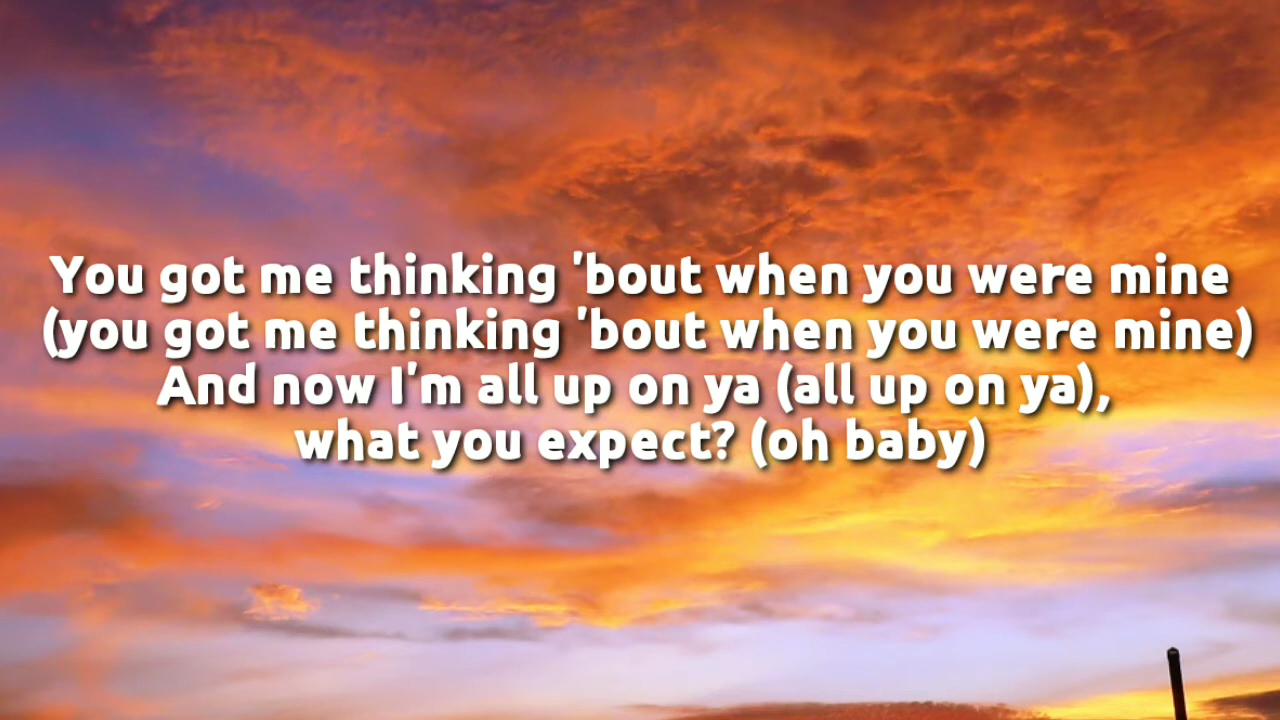 You got me thinking 'bout when you were mine
(you got me thinking 'bout when you were mine)
And now I'm all up on ya (all up on ya),
what you expect? (oh baby)